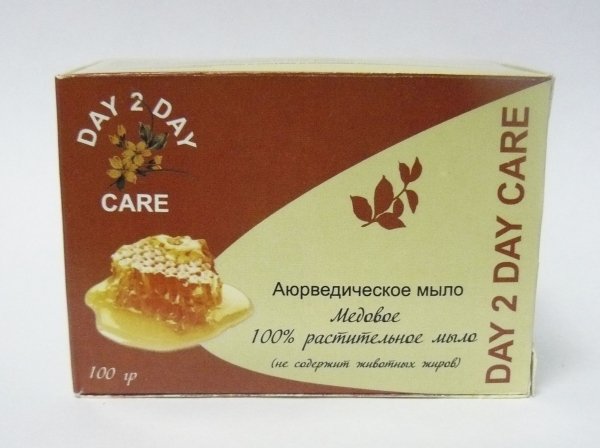 DAY 2 DAY
CARE
Аюрведическое мыло
Медовое
100% растительное мыло
(не содержит животных жиров)
100 гр
DAY 2 DAY CARE